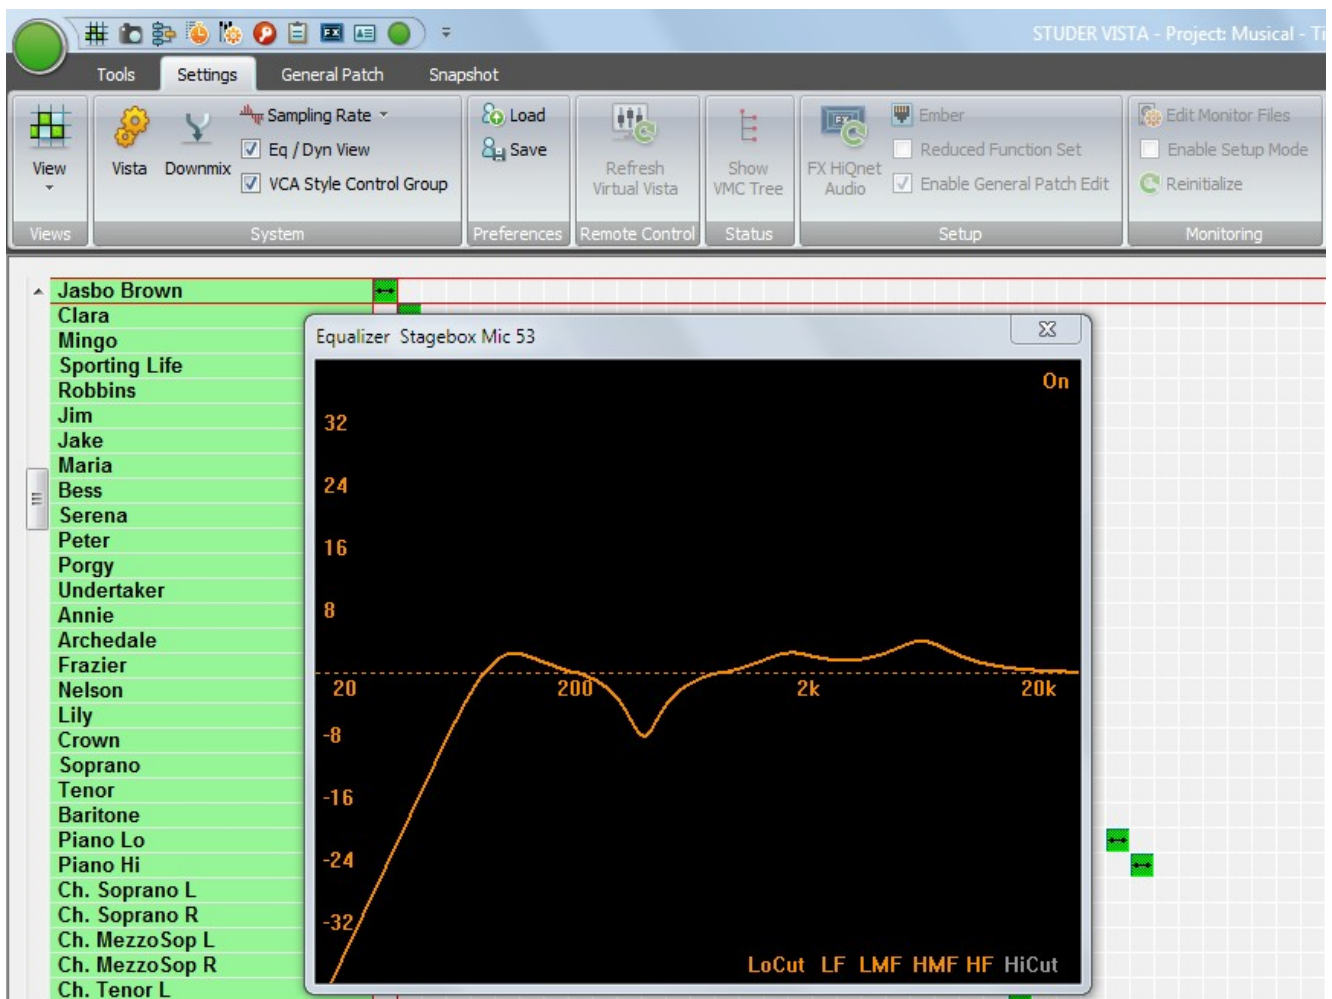 STUDER VISTA - Project: Musical - Ti
Tools Settings General Patch Snapshot
Sampling Rate Load Ember Edit Monitor Files
Eq / Dyn View Save Reduced Function Set Enable Setup Mode
View Vista Downmix Refresh Show FX HiQnet
VCA Style Control Group Virtual Vista VMC Tree Audio Enable General Patch Edit Reinitialize
Views System Preferences Remote Control Status Setup Monitoring
Jasbo Brown
Clara
Mingo
Sporting Life
Robbins
Jim
Jake
Maria
Bess
Serena
Peter
Porgy
Undertaker
Annie
Archedale
Frazier
Nelson
Lily
Crown
Soprano
Tenor
Baritone
Piano Lo
Piano Hi
Ch. Soprano L
Ch. Soprano R
Ch. MezzoSop L
Ch. MezzoSop R
Ch. Tenor L
Equalizer Stagebox Mic 53
On
32
24
16
8
20 200 2k 20k
-8
-16
-24
-32
LoCut LF LMF HMF HF HiCut